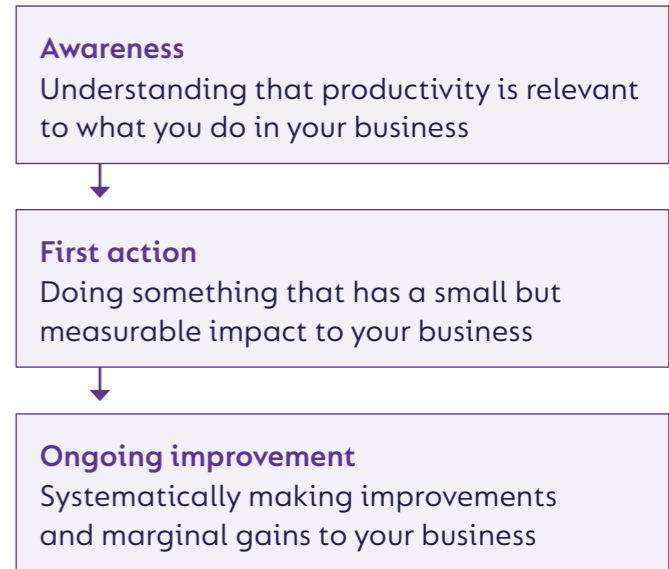 Awareness
Understanding that productivity is relevant
to what you do in your business
First action
Doing something that has a small but
measurable impact to your business
Ongoing improvement
Systematically making improvements
and marginal gains to your business